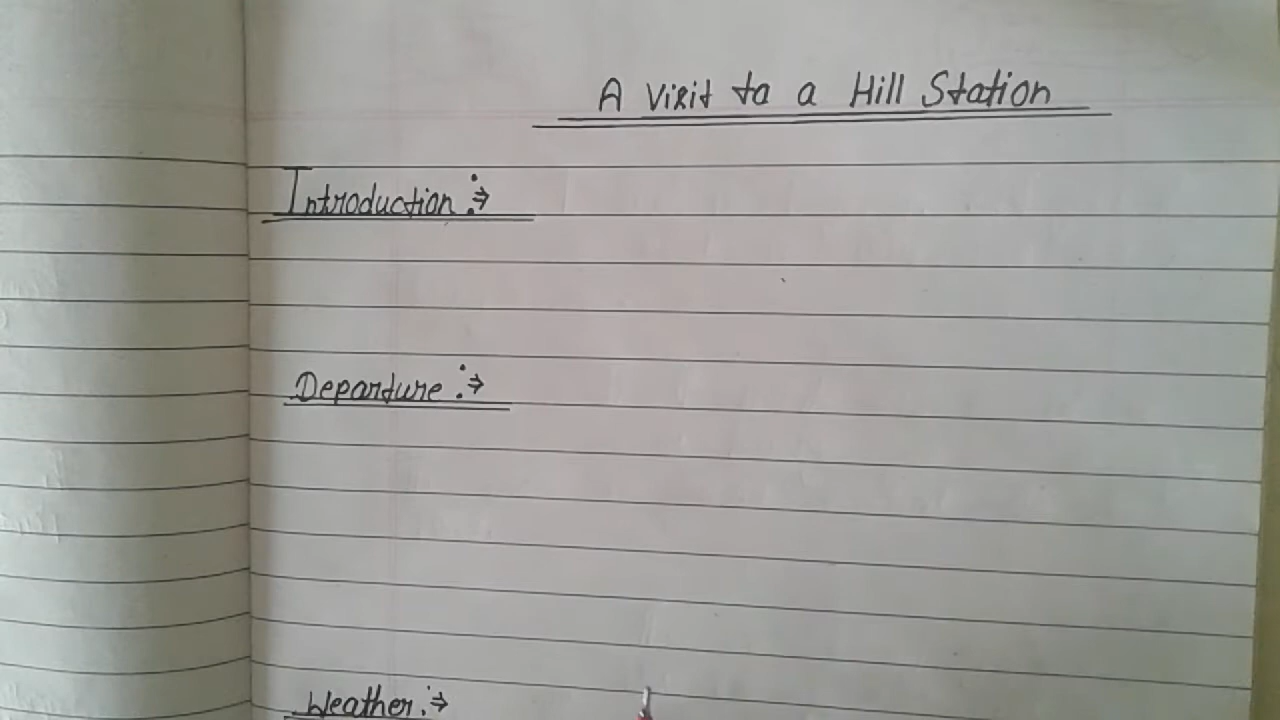 A Visit to a Hill Station
Introduction :→
Departure :→
Weather :→